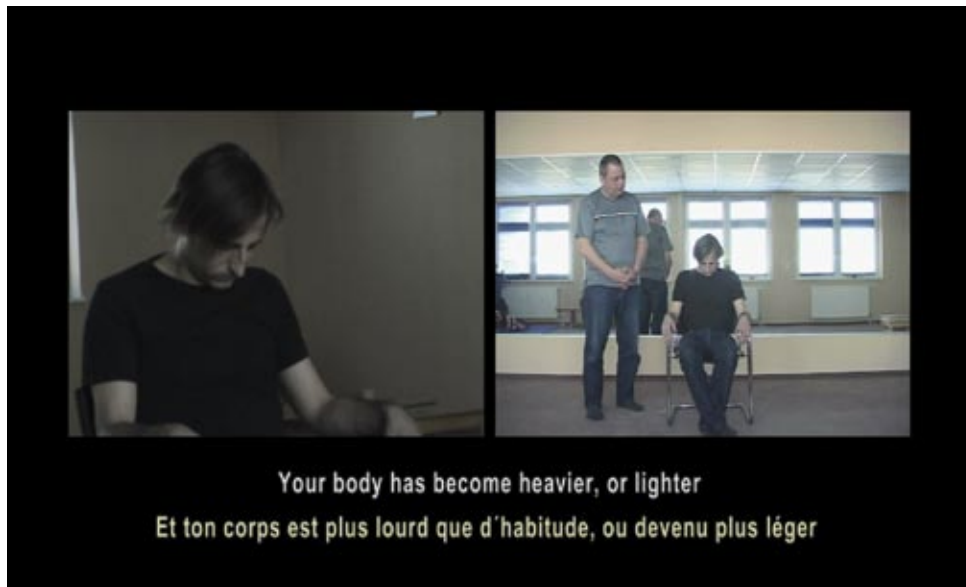 Your body has become heavier, or lighter
Et ton corps est plus lourd que d´habitude, ou devenu plus léger